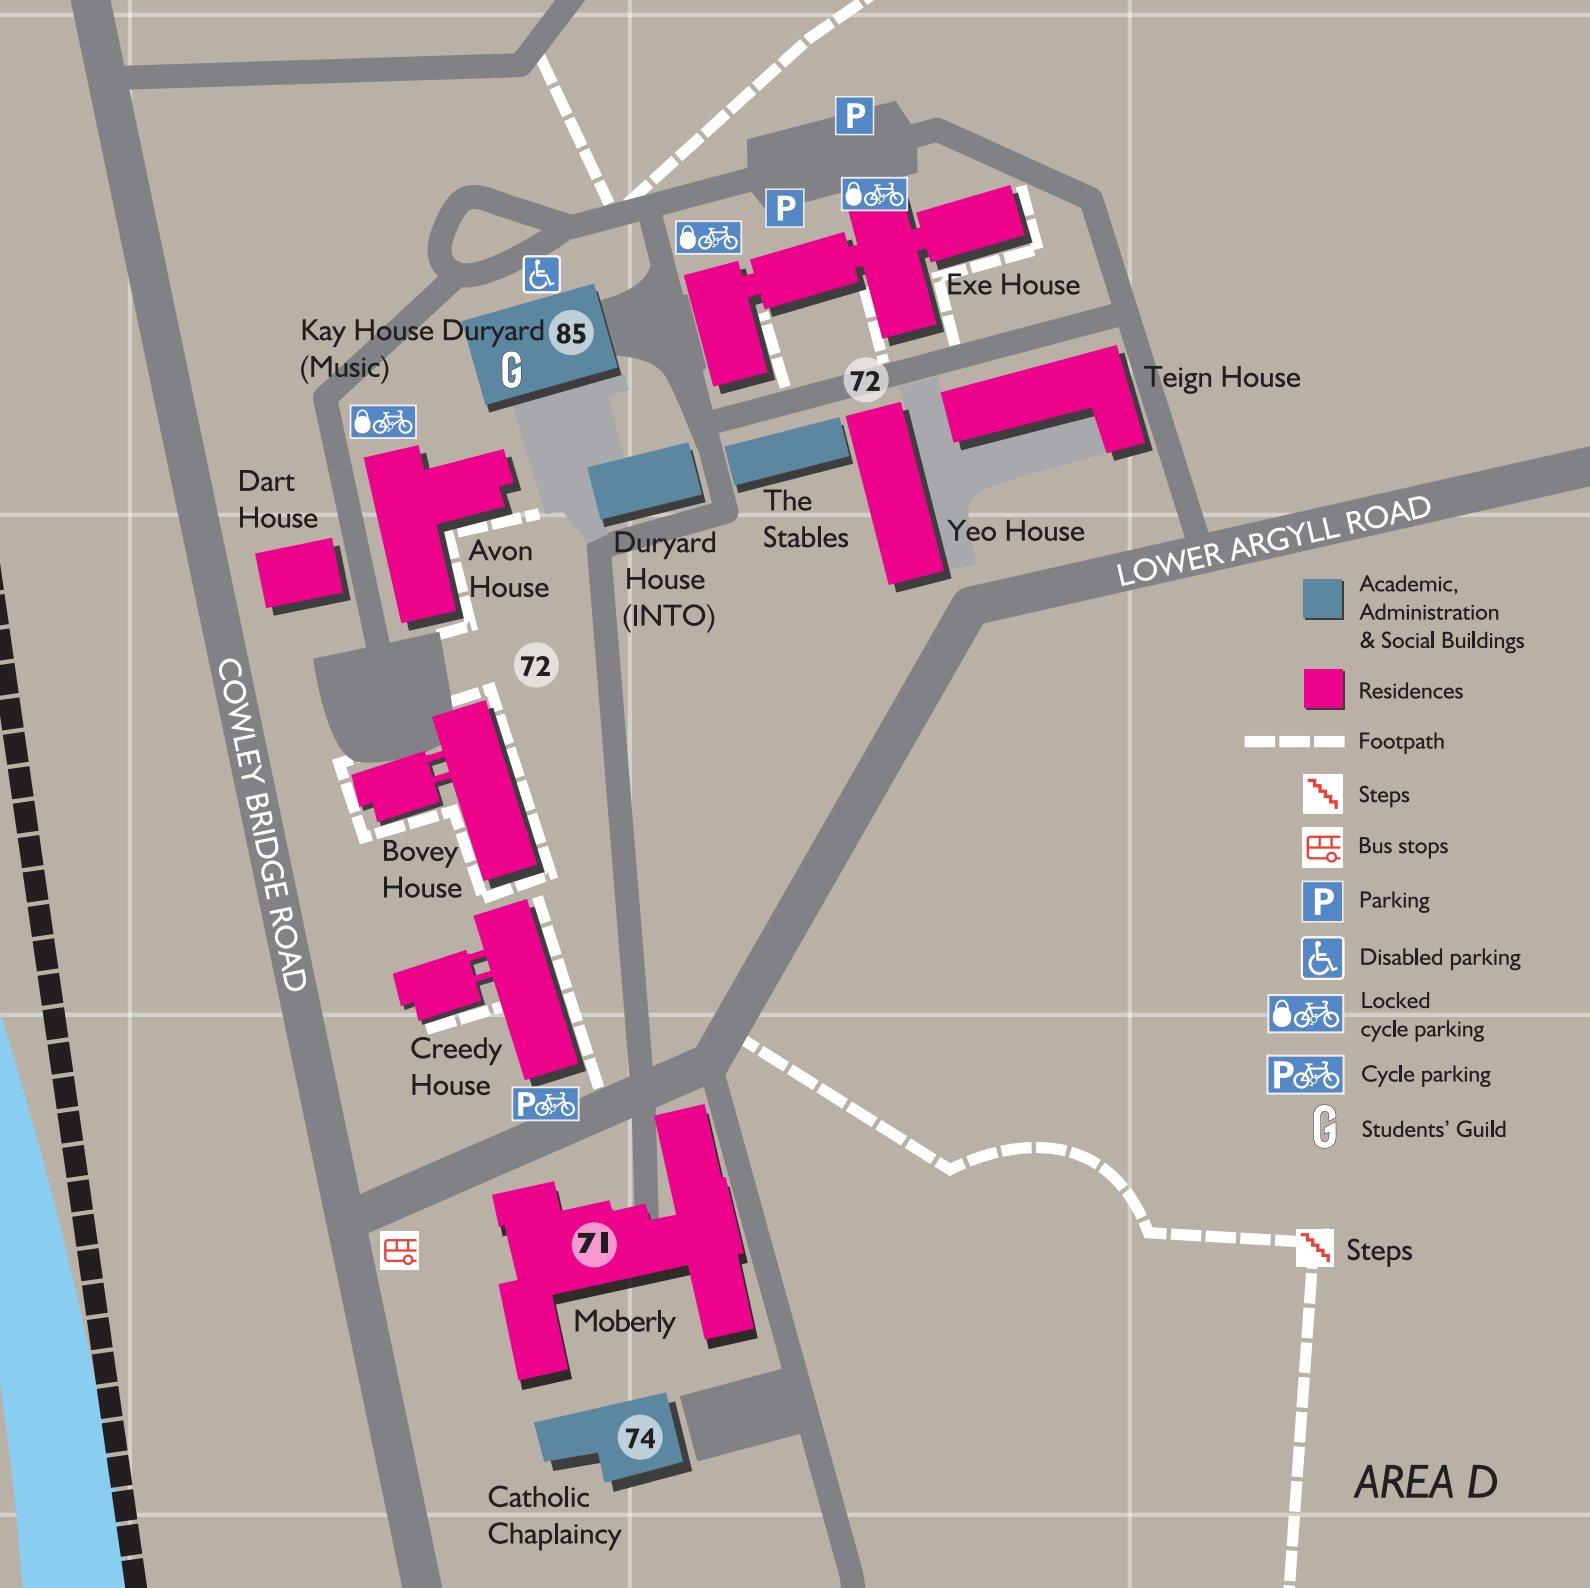 P
P
Exe House
Kay House Duryard
(Music)
85
G
72
Teign House
Dart
House
Avon
House
Duryard
House
(INTO)
The
Stables
Yeo House
LOWER ARGYLL ROAD
72
COWLEY BRIDGE ROAD
Bovey
House
Creedy
House
P
71
Moberly
74
Catholic
Chaplaincy
Academic,
Administration
& Social Buildings
Residences
Footpath
Steps
Bus stops
P
Parking
Disabled parking
Locked
cycle parking
P
Cycle parking
G
Students' Guild
Steps
AREA D